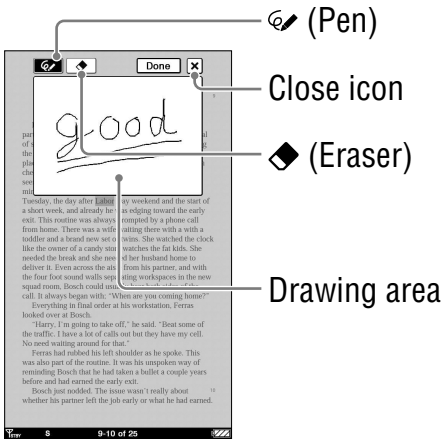 (Pen)
Done
Close icon
good
(Eraser)
Tuesday, the day after Labor Day weekend and the start of
a short week, and already he was edging toward the early
exit. This routine was always prompted by a phone call
from home. There was a wife waiting there with a with a
toddler and a brand new set of twins. She watched the clock
like the owner of a candy store watches the fat kids. She
needed the break and she needed her husband home to
deliver it. Even across the aisle from his partner, and with
the four foot sound walls separating workspaces in the new
squad room, Bosch could usually hear both sides of the
call. It always began with: "When are you coming home?"
Drawing area
Everything in final order at his workstation, Ferras
looked over at Bosch.
"Harry, I'm going to take off," he said. "Beat some of
the traffic. I have a lot of calls out but they have my cell.
No need waiting around for that."
Ferras had rubbed his left shoulder as he spoke. This
was also part of the routine. It was his unspoken way of
reminding Bosch that he had taken a bullet a couple years
before and had earned the early exit.
Bosch just nodded. The issue wasn't really about
10
whether his partner left the job early or what he had earned.
S 9-10 of 25